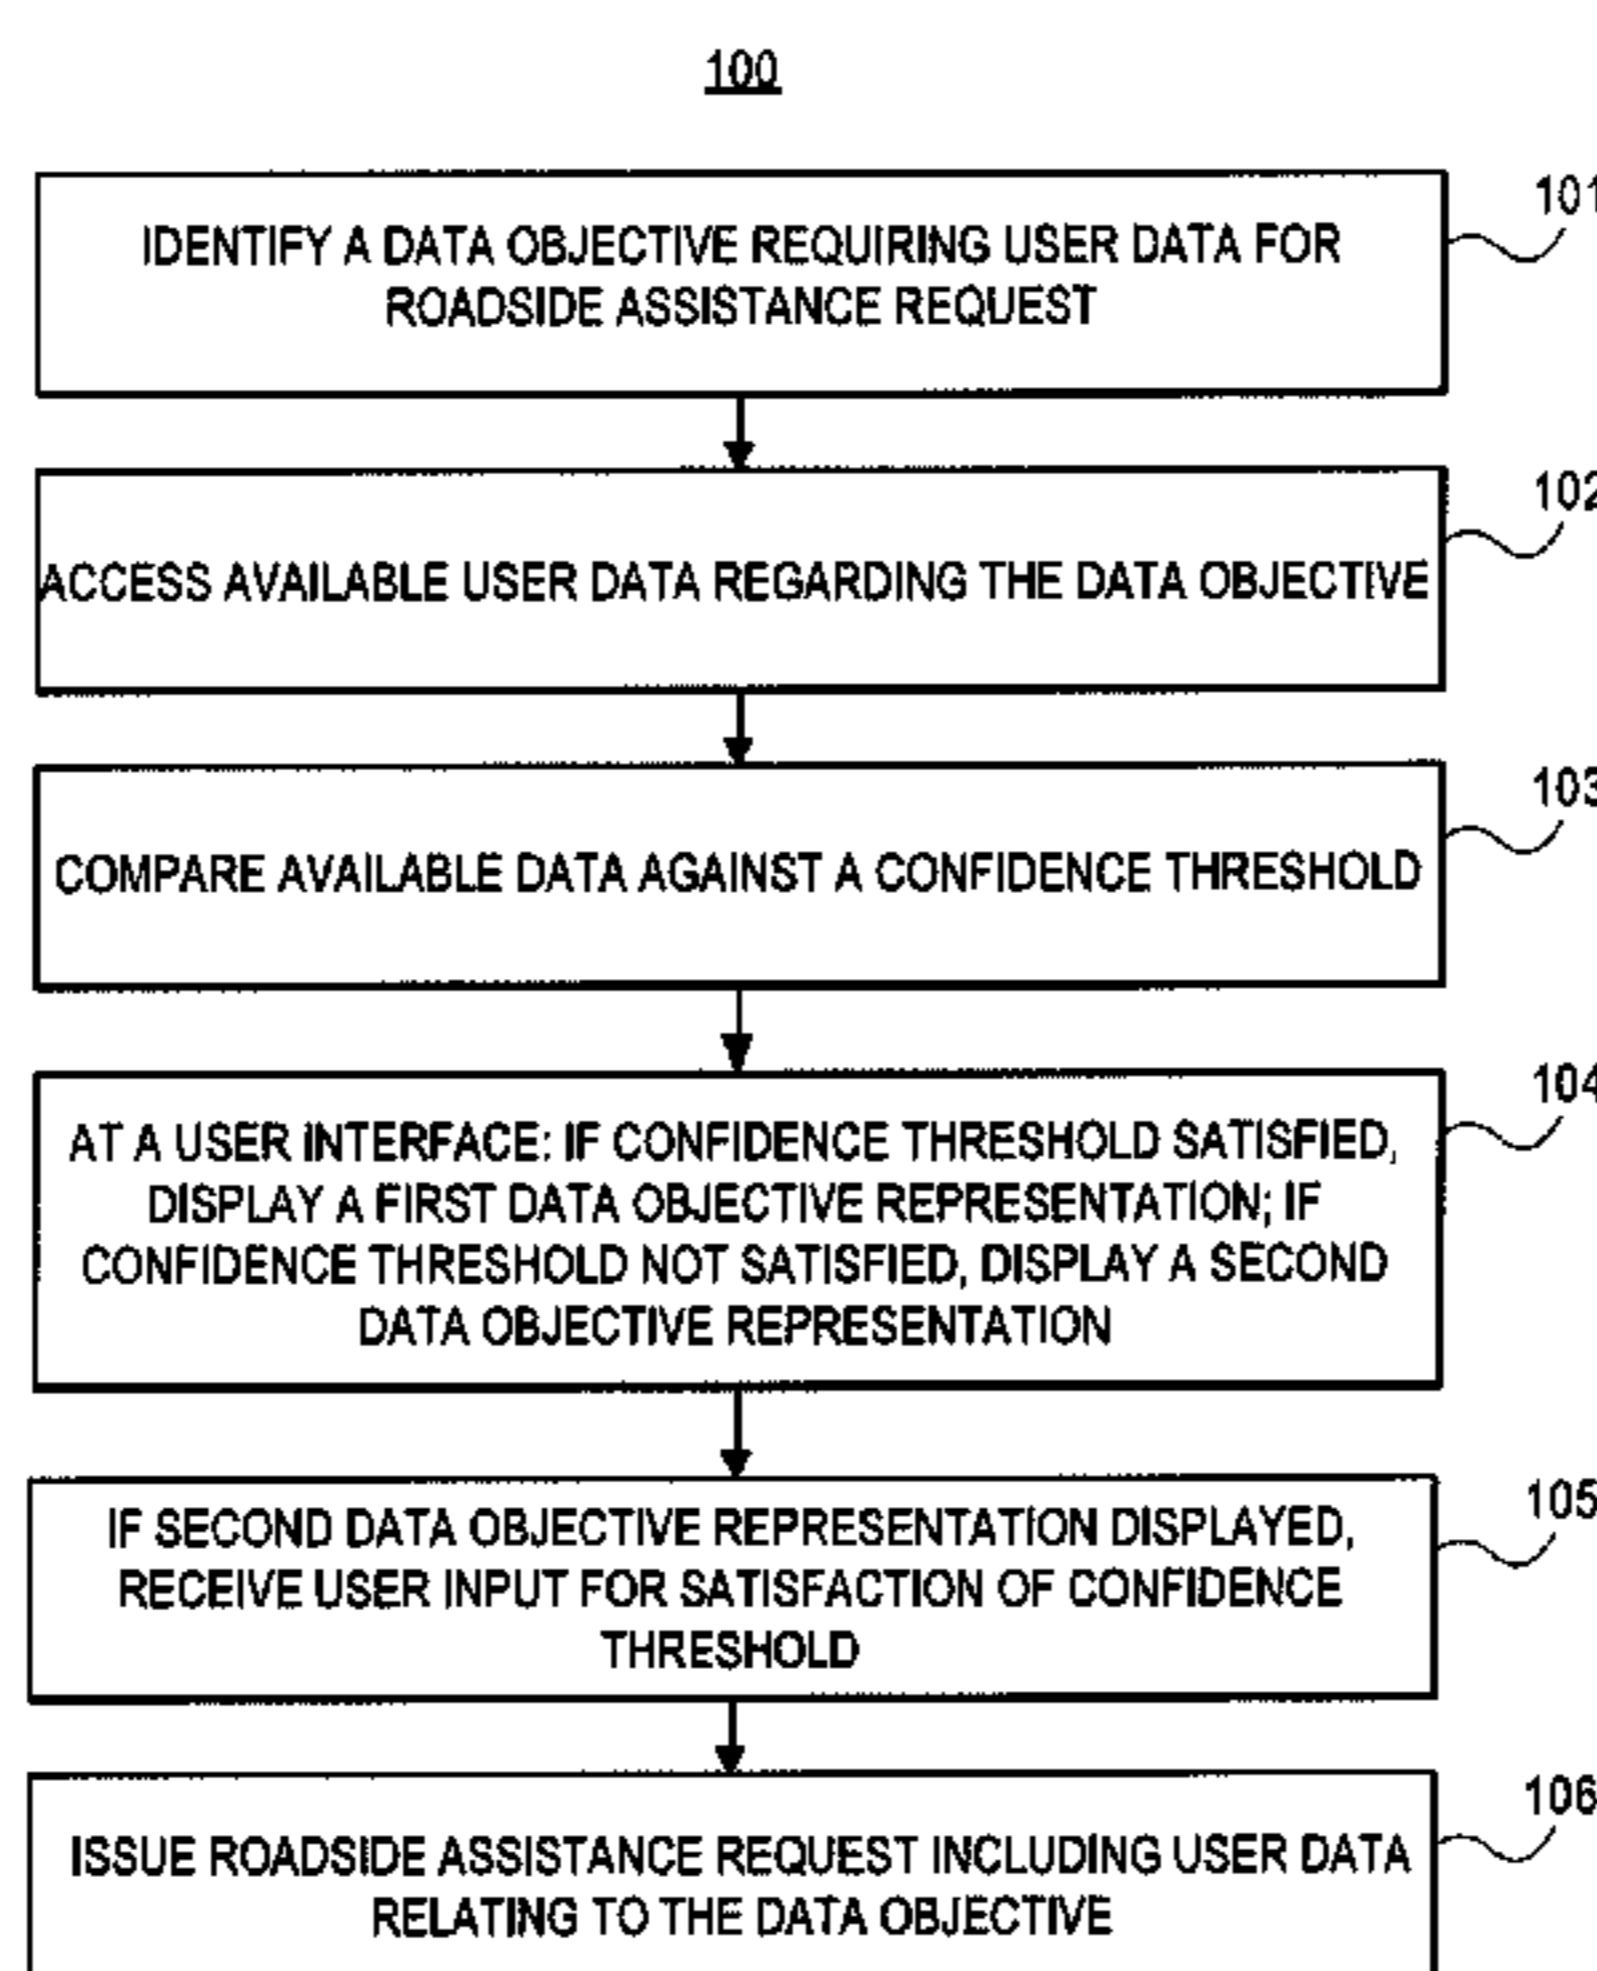 100
IDENTIFY A DATA OBJECTIVE REQUIRING USER DATA FOR
ROADSIDE ASSISTANCE REQUEST
101
ACCESS AVAILABLE USER DATA REGARDING THE DATA OBJECTIVE
102
COMPARE AVAILABLE DATA AGAINST A CONFIDENCE THRESHOLD
103
AT A USER INTERFACE: IF CONFIDENCE THRESHOLD SATISFIED,
DISPLAY A FIRST DATA OBJECTIVE REPRESENTATION; IF
CONFIDENCE THRESHOLD NOT SATISFIED, DISPLAY A SECOND
DATA OBJECTIVE REPRESENTATION
104
IF SECOND DATA OBJECTIVE REPRESENTATION DISPLAYED,
RECEIVE USER INPUT FOR SATISFACTION OF CONFIDENCE
THRESHOLD
105
ISSUE ROADSIDE ASSISTANCE REQUEST INCLUDING USER DATA
RELATING TO THE DATA OBJECTIVE
106